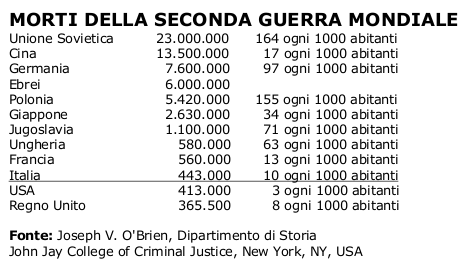 MORTI DELLA SECONDA GUERRA MONDIALE
Unione Sovietica 23.000.000 164 ogni 1000 abitanti
Cina 13.500.000 17 ogni 1000 abitanti
Germania 7.600.000 97 ogni 1000 abitanti
Ebrei 6.000.000
Polonia 5.420.000 155 ogni 1000 abitanti
Giappone 2.630.000 34 ogni 1000 abitanti
Jugoslavia 1.100.000 71 ogni 1000 abitanti
Ungheria 580.000 63 ogni 1000 abitanti
Francia 560.000 13 ogni 1000 abitanti
Italia 443.000 10 ogni 1000 abitanti
USA 413.000 3 ogni 1000 abitanti
Regno Unito 365.500 8 ogni 1000 abitanti
Fonte: Joseph V. O'Brien, Dipartimento di Storia
John Jay College of Criminal Justice, New York, NY, USA